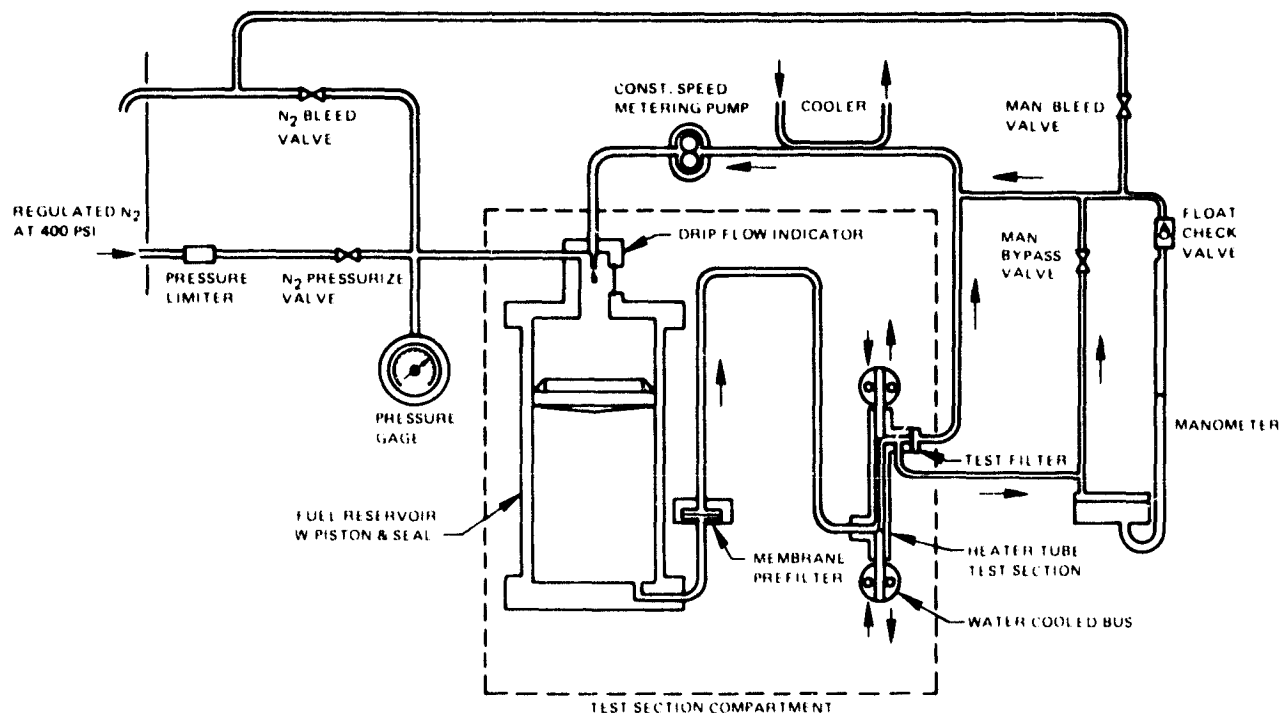 CONST. SPEED
METERING PUMP
COOLER
N2 BLEED
VALVE
MAN BLEED
VALVE
REGULATED N2
AT 400 PSI
PRESSURE
LIMITER
N2 PRESSURIZE
VALVE
DRIP FLOW INDICATOR
MAN
BYPASS
VALVE
FLOAT
CHECK
VALVE
PRESSURE
GAGE
MANOMETER
TEST FILTER
FUEL RESERVOIR
W PISTON & SEAL
MEMBRANE
PREFILTER
HEATER TUBE
TEST SECTION
WATER COOLED BUS
TEST SECTION COMPARTMENT